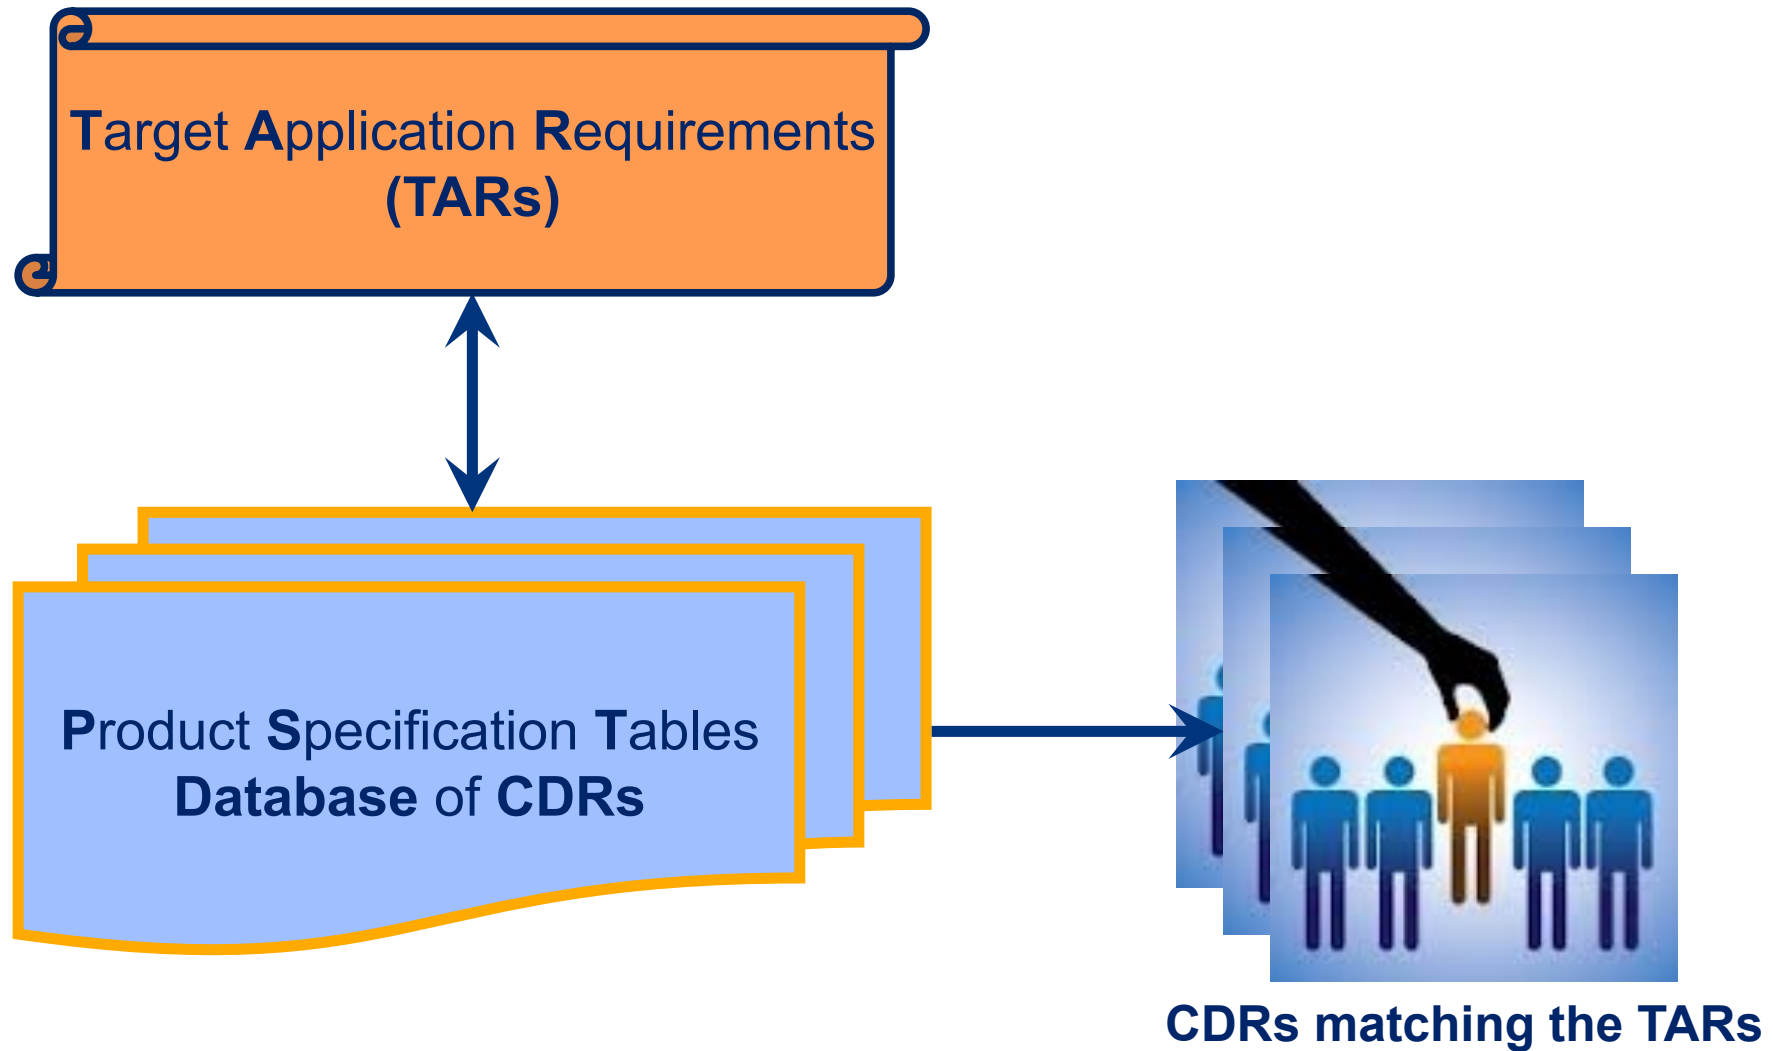 Target Application Requirements
(TARs)
Product Specification Tables
Database of CDRs
CDRs matching the TARs